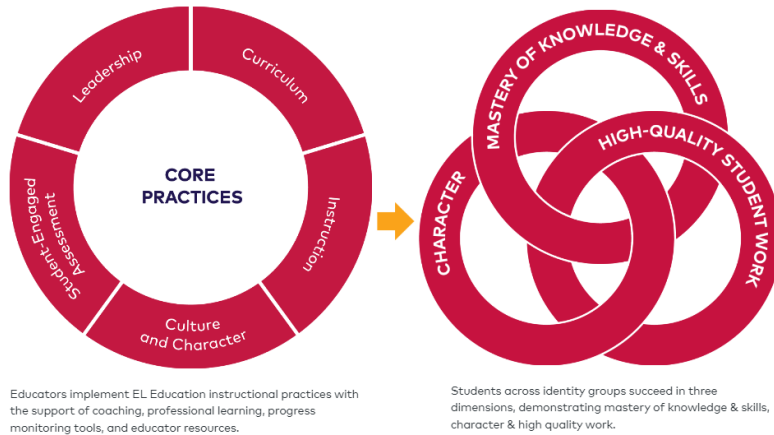 Leadership
Curriculum
CORE
PRACTICES
Student-Engaged
Assessment
Instruction
Culture
and Character
MASTERY OF KNOWLEDGE & SKILLS
HIGH-QUALITY STUDENT WORK
CHARACTER
Educators implement EL Education instructional practices with
the support of coaching, professional learning, progress
monitoring tools, and educator resources.
Students across identity groups succeed in three
dimensions, demonstrating mastery of knowledge & skills,
character & high quality work.